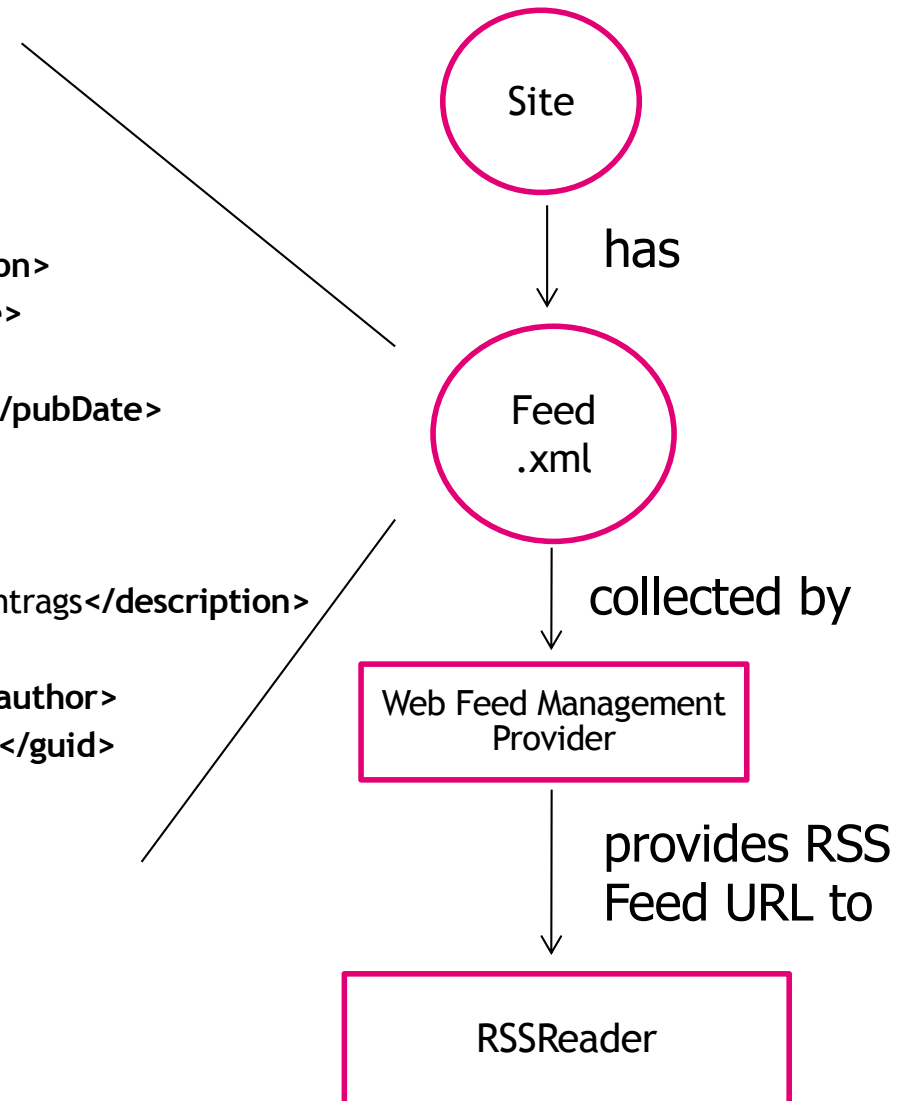 Site
has
on>
e>
/pubDate>
Feed
.xml
ntrags</description>
collected by
author>
</guid>
Web Feed Management
Provider
provides RSS
Feed URL to
RSSReader